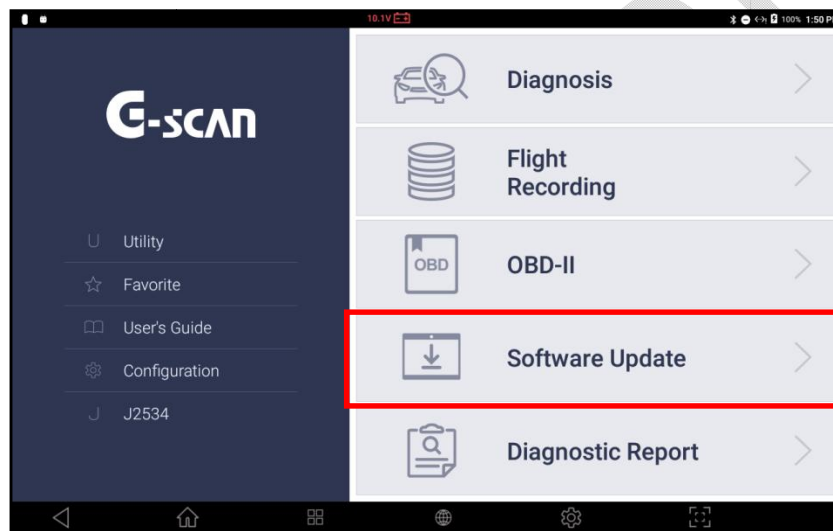 10.1V
100% 1:50 P
G-scan
Diagnosis
Flight
Recording
U Utility
OBD
OBD-II
Favorite
User's Guide
Software Update
Configuration
J J2534
Diagnostic Report